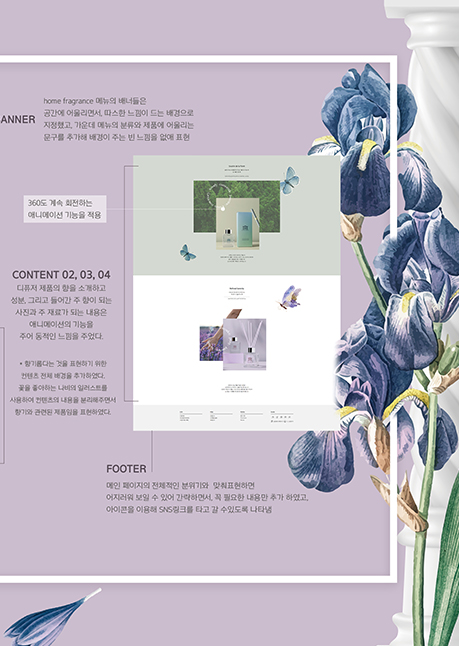 home fragrance 메뉴의 배너들은
ANNER
공간에 어울리면서, 따스한 느낌이 드는 배경으로
지정했고, 가운데 메뉴의 분류와 제품에 어울리는
문구를 추가해 배경이 주는 빈 느낌을 없애 표현
360도 계속 회전하는
애니메이션 기능을 적용
CONTENT 02, 03, 04
디퓨저 제품의 향을 소개하고
성분, 그리고 들어간 주 향이 되는
사진과 주 재료가 되는 내용은
애니메이션의 기능을
주어 동적인 느낌을 주었다.
* 향기롭다는 것을 표현하기 위한
컨텐츠 전체 배경을 추가하였다.
꽃을 좋아하는 나비의 일러스트를
사용하여 컨텐츠의 내용을 분리해주면서
향기와 관련된 제품임을 표현하였다.
FOOTER
메인 페이지의 전체적인 분위기와 맞춰표현하면
어지러워 보일 수 있어 간략하면서, 꼭 필요한 내용만 추가 하였고,
아이콘을 이용해 SNS링크를 타고 갈 수있도록 나타냄